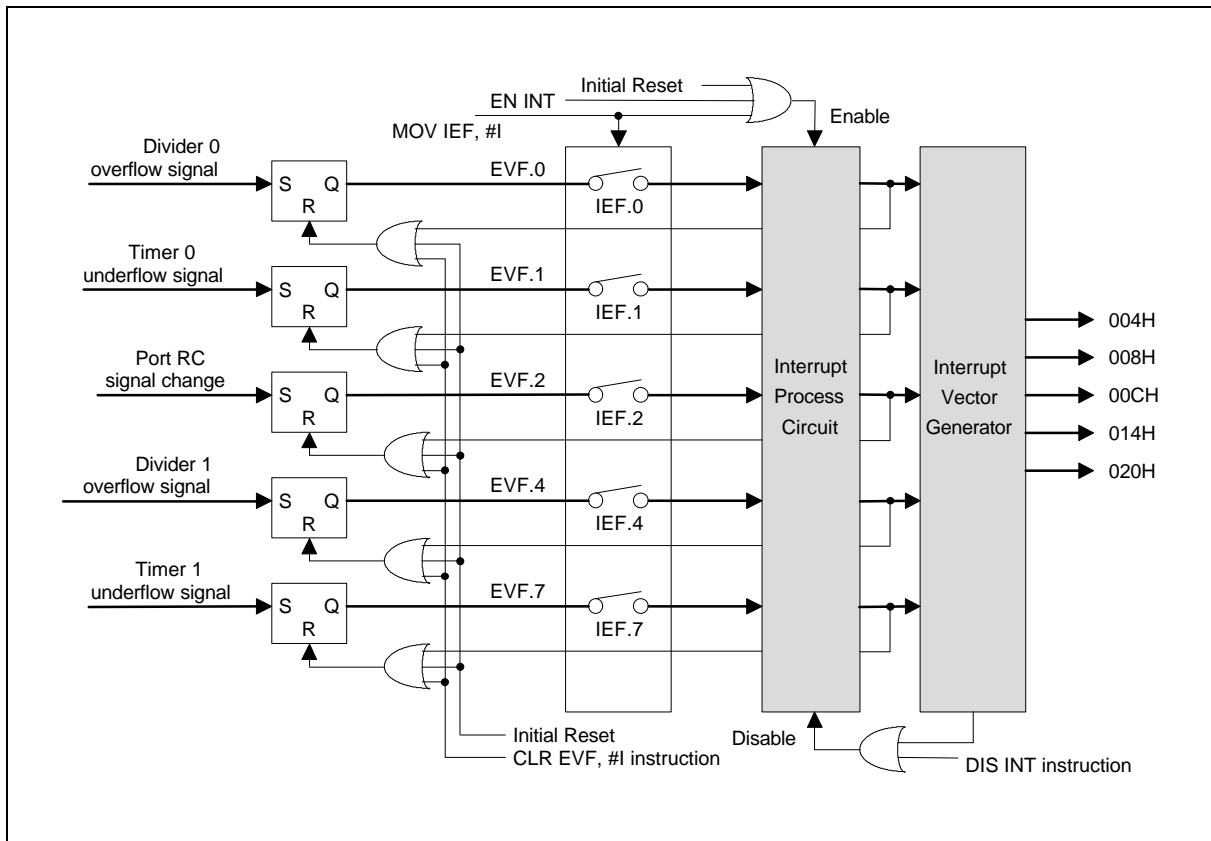 Initial Reset
EN INT
MOV IEF, #I
Enable
Divider 0
overflow signal
S Q
R
EVF.0
IEF.0
Timer 0
underflow signal
S Q
R
EVF.1
IEF.1
Port RC
signal change
S Q
R
EVF.2
IEF.2
Divider 1
overflow signal
S Q
R
EVF.4
IEF.4
Timer 1
underflow signal
S Q
R
EVF.7
IEF.7
Interrupt
Process
Circuit
Interrupt
Vector
Generator
004H
008H
00CH
014H
020H
Initial Reset
CLR EVF, #I instruction
Disable
DIS INT instruction